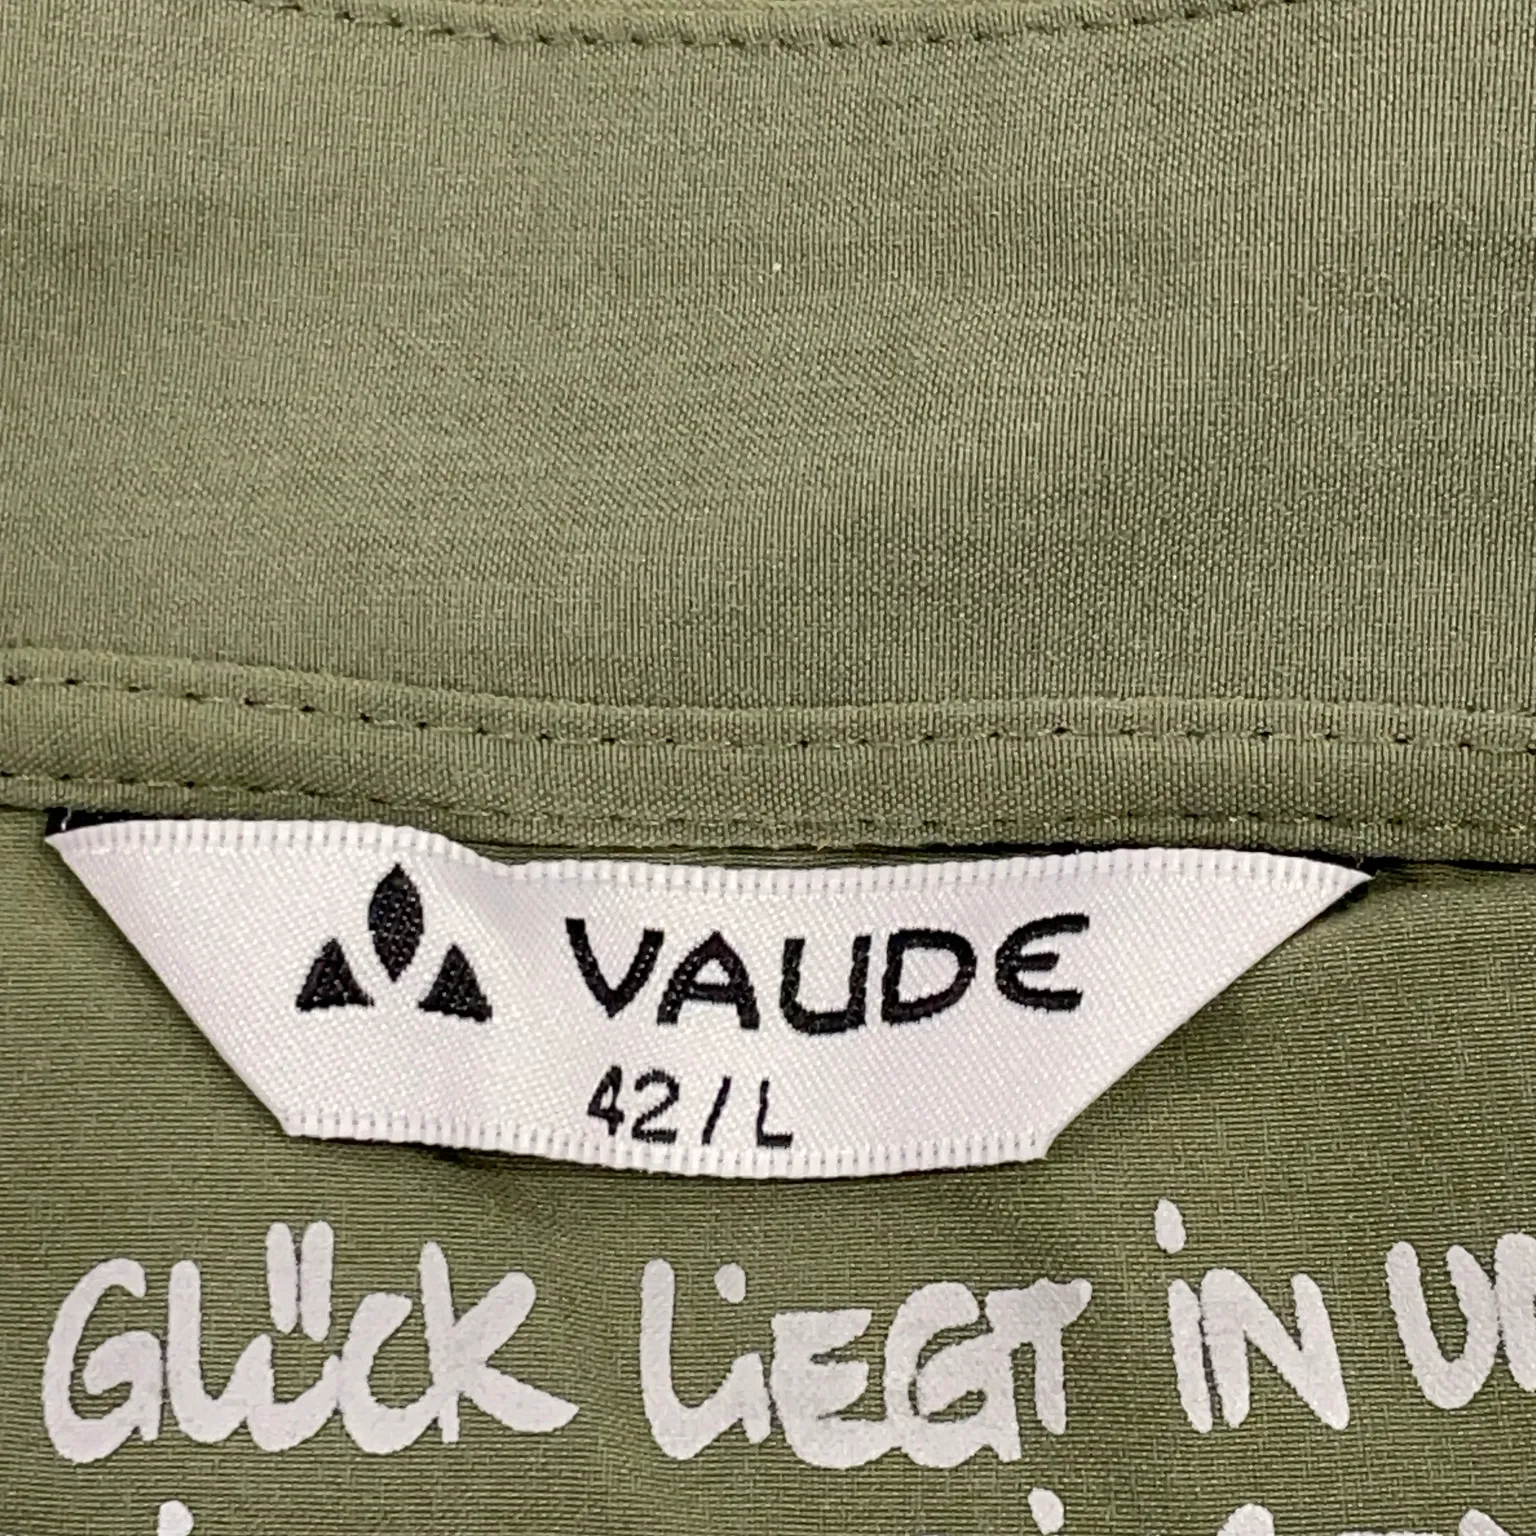 VAUDE
42/L
GLÜCK LIEGT IN